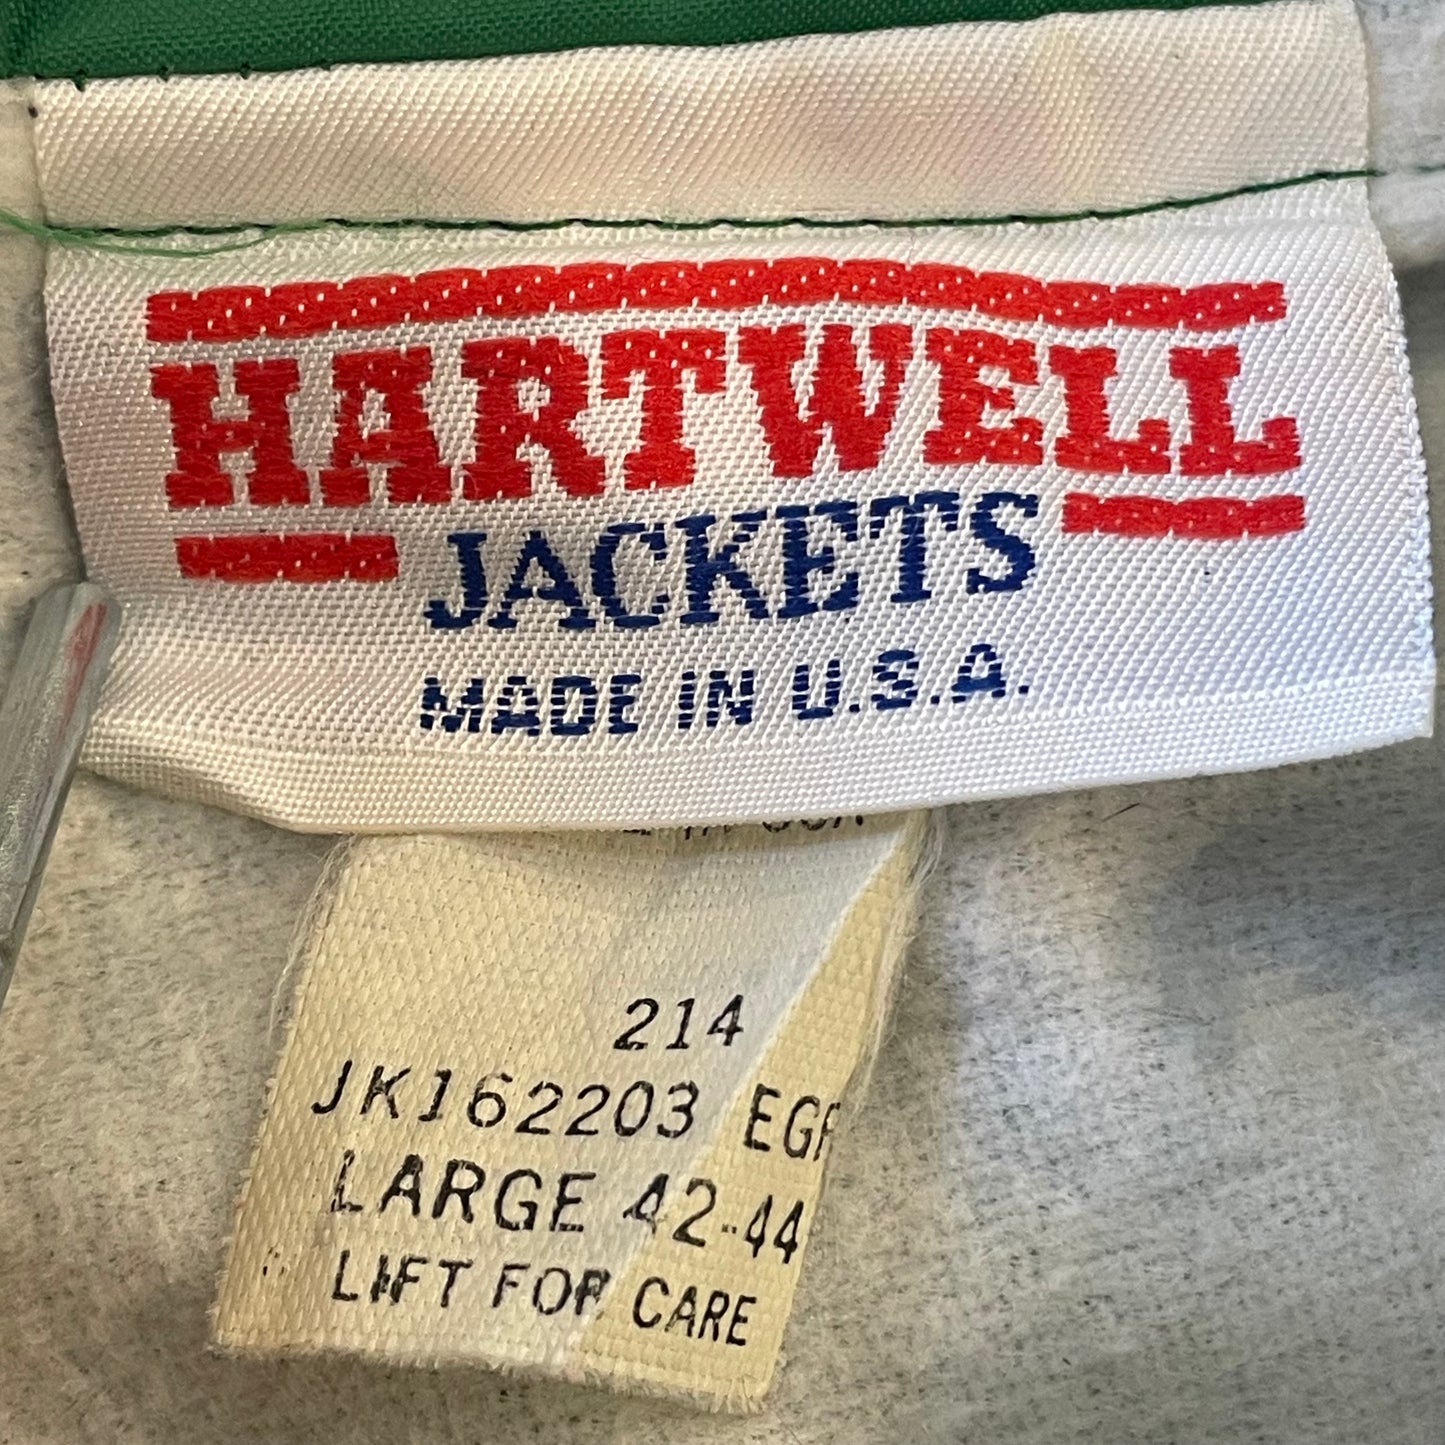 HARTWELL
JACKETS
MADE IN U.S.A.
214
JK162203
LARGE 42-44
LIFT FOR CARE